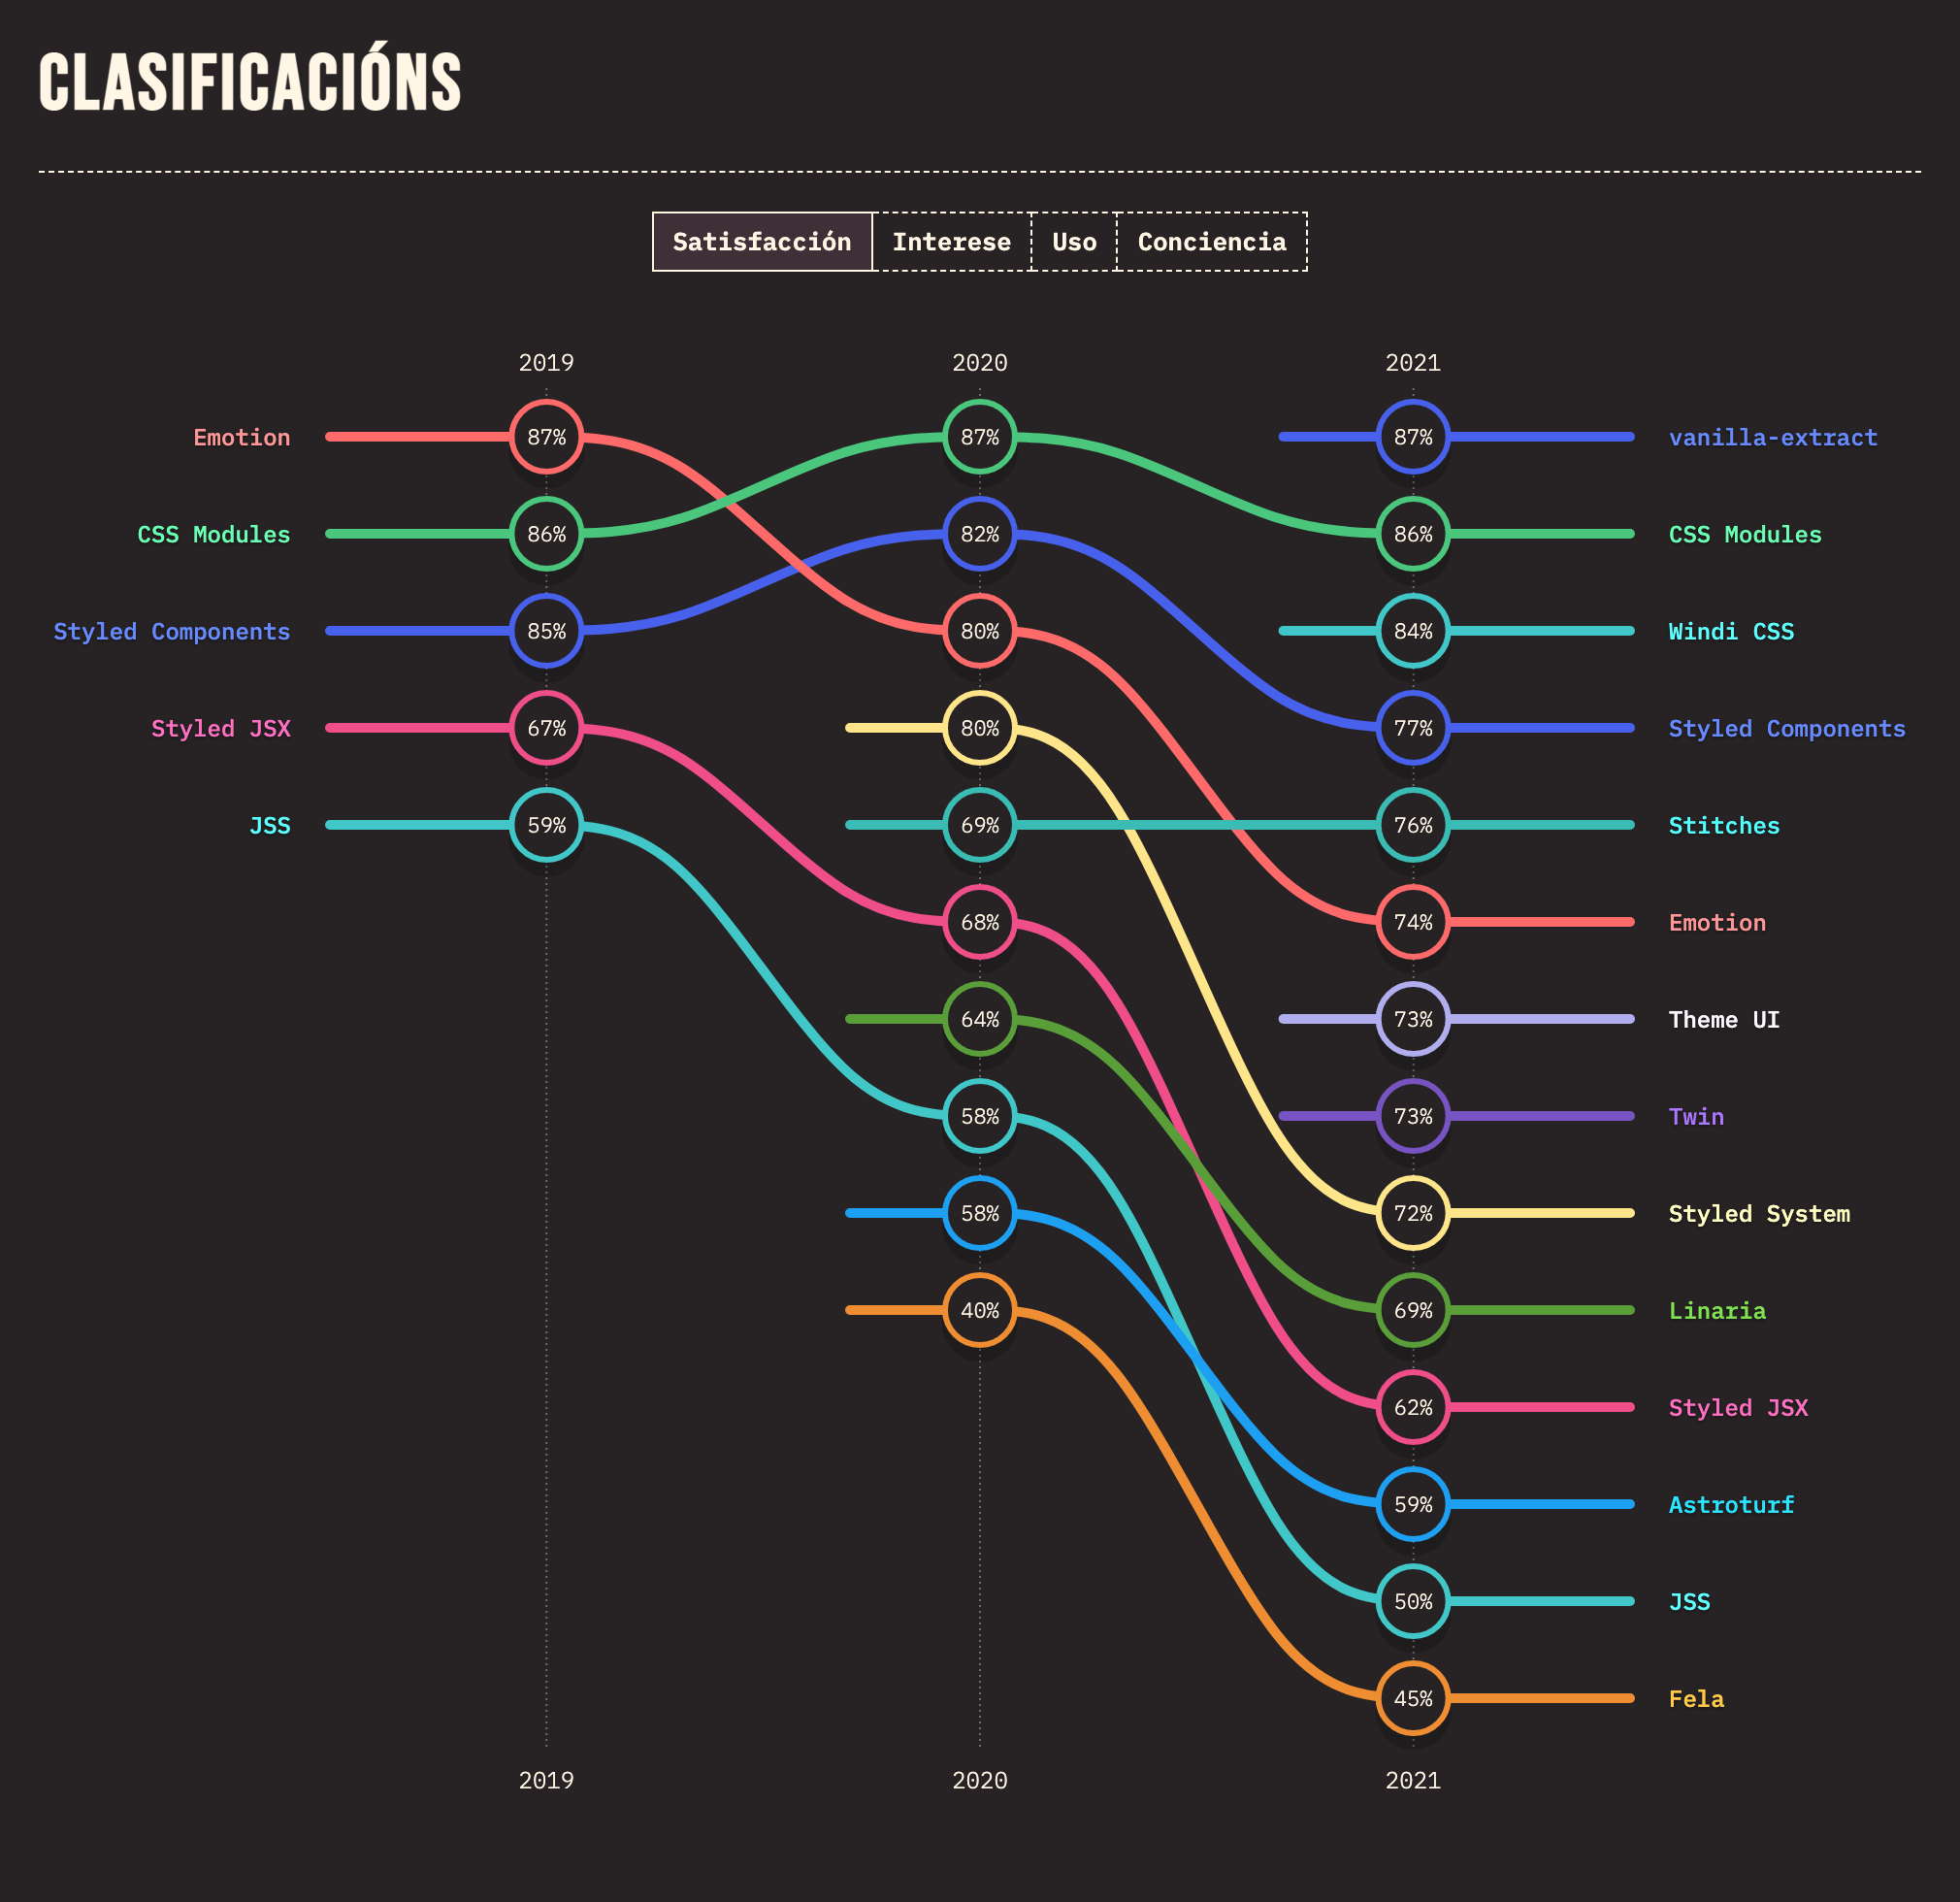 CLASIFICACIÓNS
Satisfacción Interese Uso Conciencia
2019 2020 2021
Emotion 87% 87% 87% vanilla-extract
CSS Modules 86% 82% 86% CSS Modules
Styled Components 85% 80% 84% Windi CSS
Styled JSX 67% 80% 77% Styled Components
JSS 59% 69% 76% Stitches
68% 74% Emotion
64% 73% Theme UI
58% 73% Twin
58% 72% Styled System
40% 69% Linaria
62% Styled JSX
59% Astroturf
50% JSS
45% Fela
2019 2020 2021